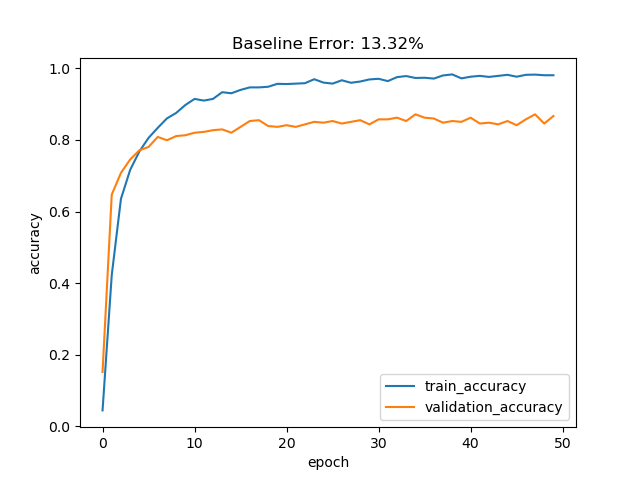 Baseline Error: 13.32%
1.0
0.8
0.6
0.4
0.2
0.0
accuracy
train_accuracy
validation_accuracy
0 10 20 30 40 50
epoch